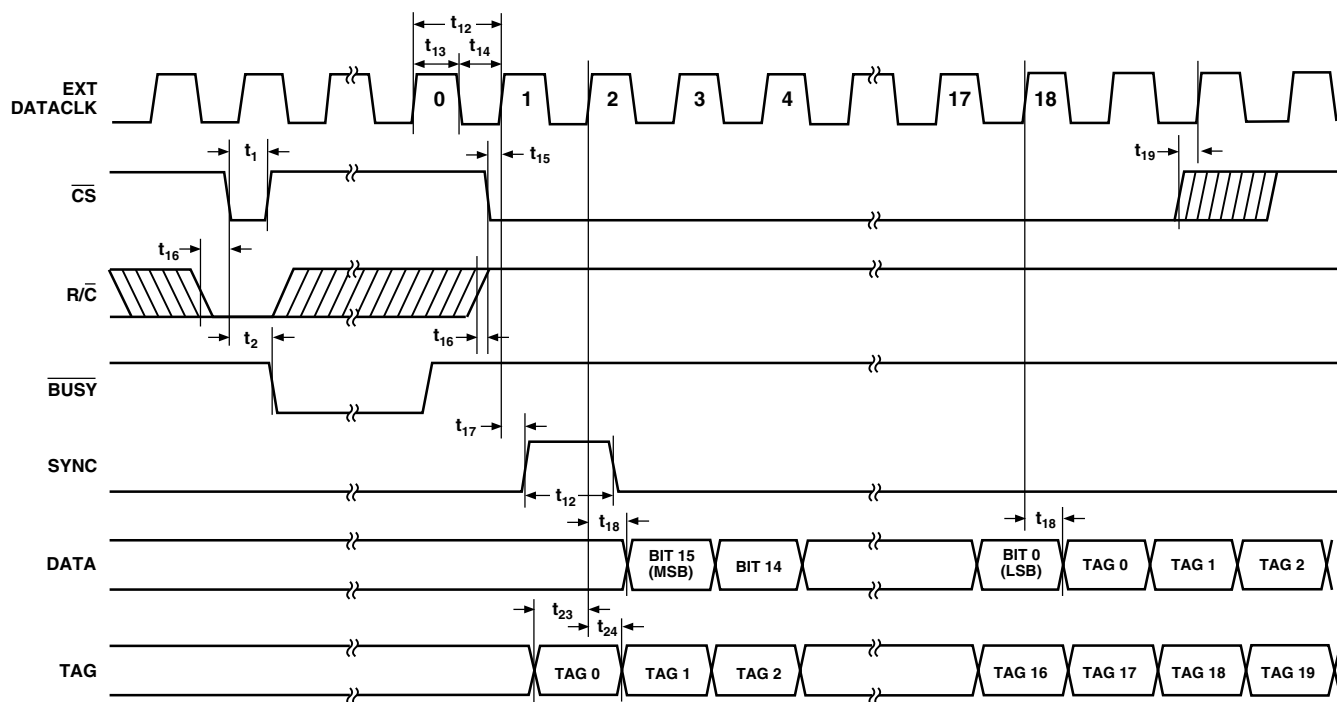 t12
t13 t14
EXT DATACLK
0 1 2 3 4 17 18
t1 t15 t19
CS
t16
R/C
t2 t16
BUSY
t17
SYNC
t12
t18 t18
DATA
BIT 15 (MSB) BIT 14 BIT 0 (LSB) TAG 0 TAG 1 TAG 2
t23
t24
TAG
TAG 0 TAG 1 TAG 2 TAG 16 TAG 17 TAG 18 TAG 19